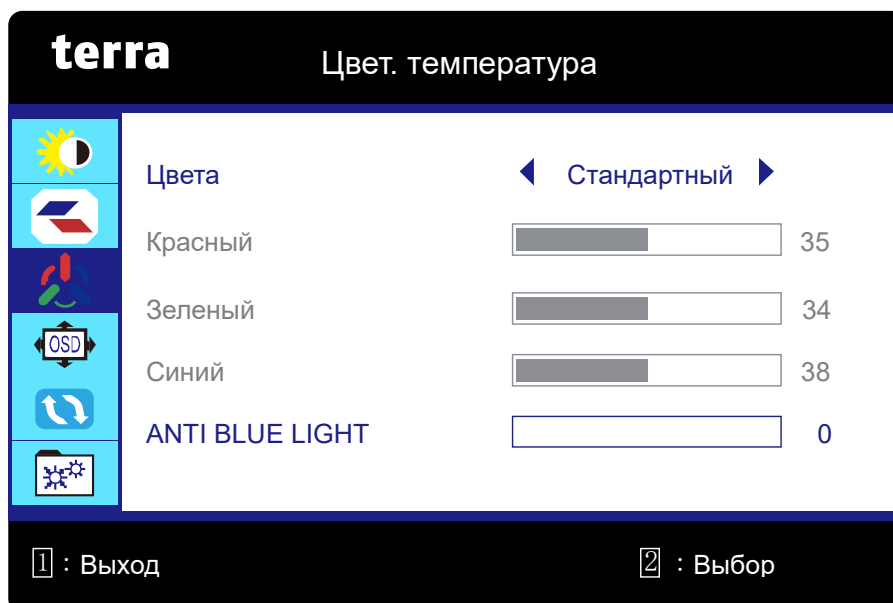 terra
Цвет. температура
Цвета Стандартный
Красный 35
Зеленый 34
OSD
Синий 38
ANTI BLUE LIGHT 0
1 : Выход 2 : Выбор